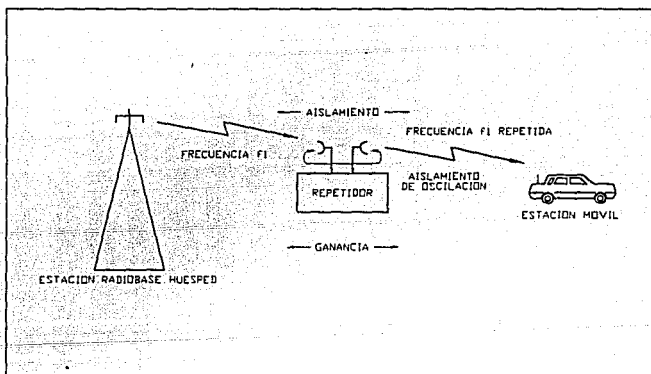 AISLAMIENTO
FRECUENCIA F1 REPETIDA
FRECUENCIA F1
AISLAMIENTO
DE OSCILACION
REPETIDOR
ESTACION MOVIL
GANANCIA
ESTACION RADIOBASE HUESPED